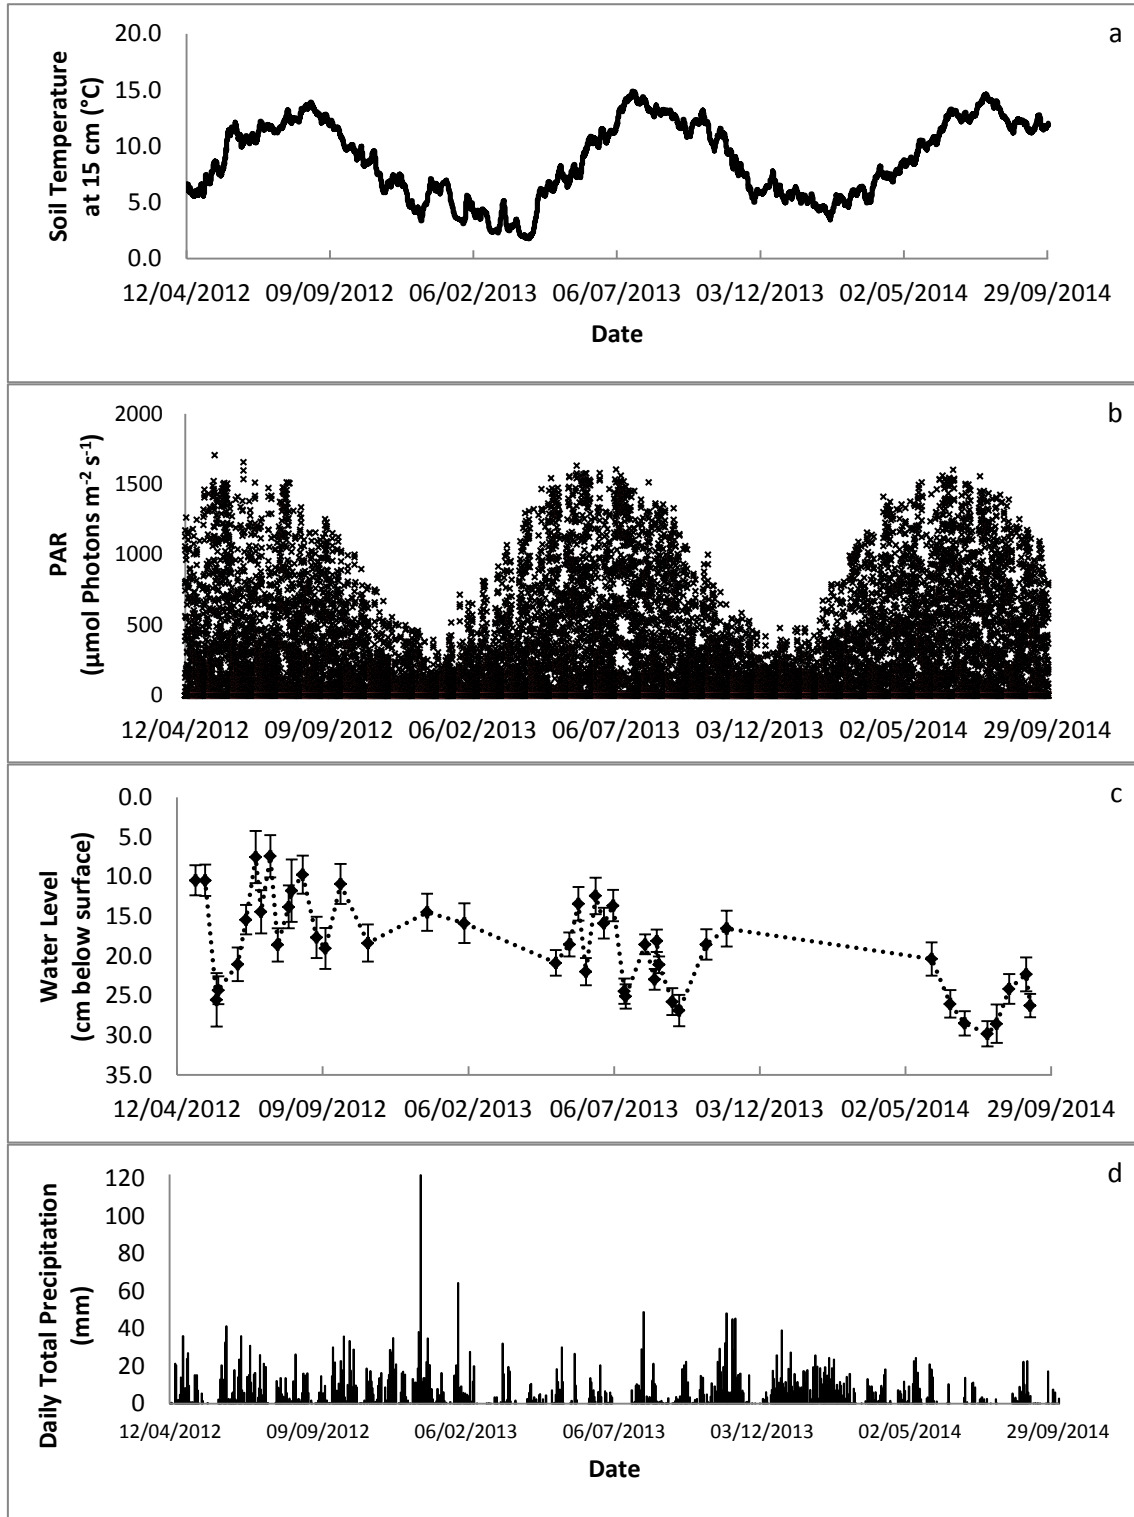 a
20.0
15.0
10.0
5.0
0.0
Soil Temperature
at 15 cm (°C)
12/04/2012 09/09/2012 06/02/2013 06/07/2013 03/12/2013 02/05/2014 29/09/2014
Date
b
2000
1500
1000
500
0
PAR
(µmol Photons m⁻² s⁻¹)
12/04/2012 09/09/2012 06/02/2013 06/07/2013 03/12/2013 02/05/2014 29/09/2014
c
0.0
5.0
10.0
15.0
20.0
25.0
30.0
35.0
Water Level
(cm below surface)
12/04/2012 09/09/2012 06/02/2013 06/07/2013 03/12/2013 02/05/2014 29/09/2014
d
120
100
80
60
40
20
0
Daily Total Precipitation
(mm)
12/04/2012 09/09/2012 06/02/2013 06/07/2013 03/12/2013 02/05/2014 29/09/2014
Date